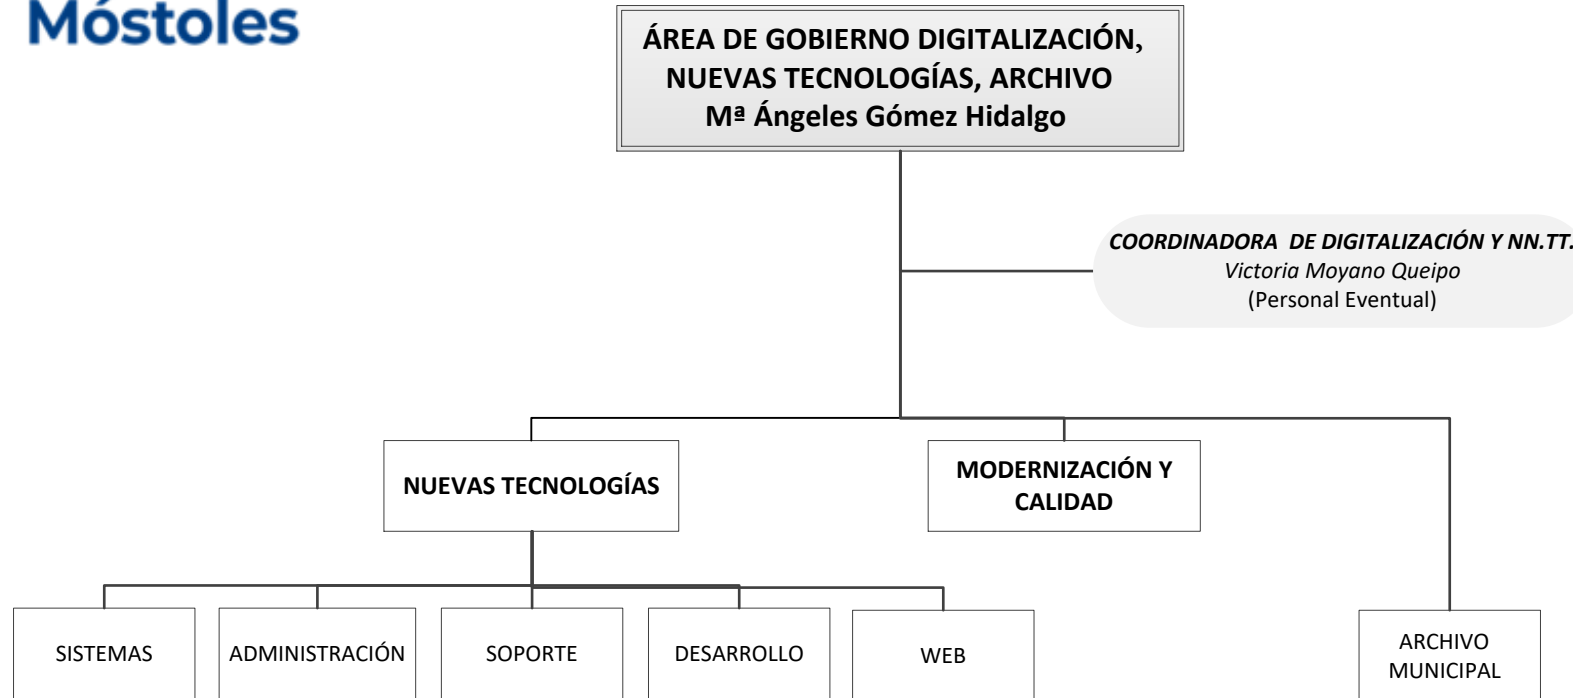 Móstoles
ÁREA DE GOBIERNO DIGITALIZACIÓN,
NUEVAS TECNOLOGÍAS, ARCHIVO
Mª Ángeles Gómez Hidalgo
COORDINADORA DE DIGITALIZACIÓN Y NN.TT.
Victoria Moyano Queipo
(Personal Eventual)
NUEVAS TECNOLOGÍAS
MODERNIZACIÓN Y
CALIDAD
SISTEMAS
ADMINISTRACIÓN
SOPORTE
DESARROLLO
WEB
ARCHIVO
MUNICIPAL